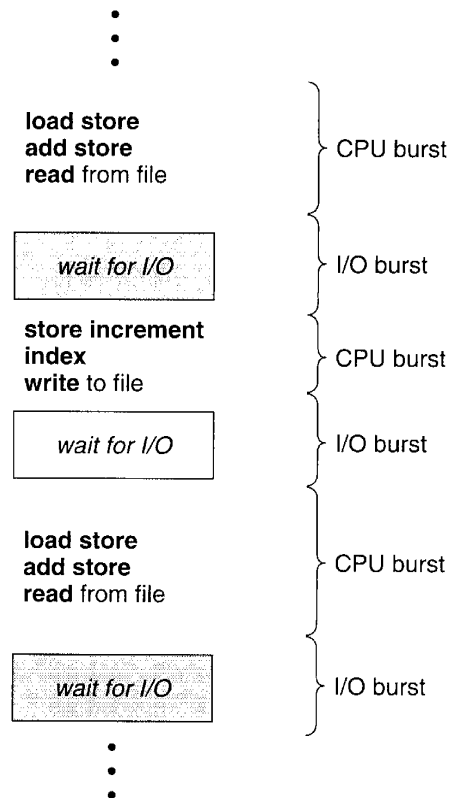 load store
add store
read from file
CPU burst
wait for I/O
I/O burst
store increment
index
write to file
CPU burst
wait for I/O
I/O burst
load store
add store
read from file
CPU burst
wait for I/O
I/O burst